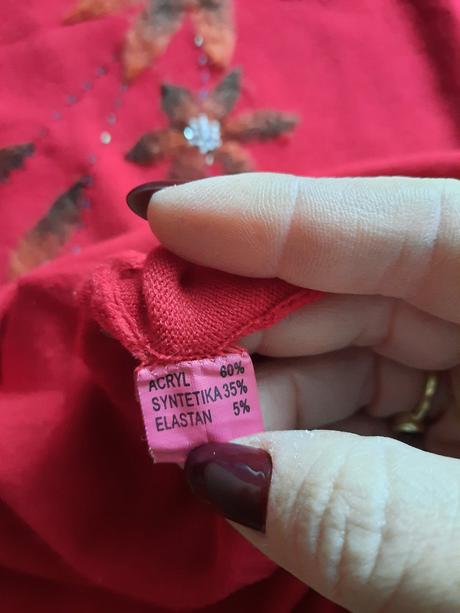 ACRYL 60%
SYNTETIKA 35%
ELASTAN 5%